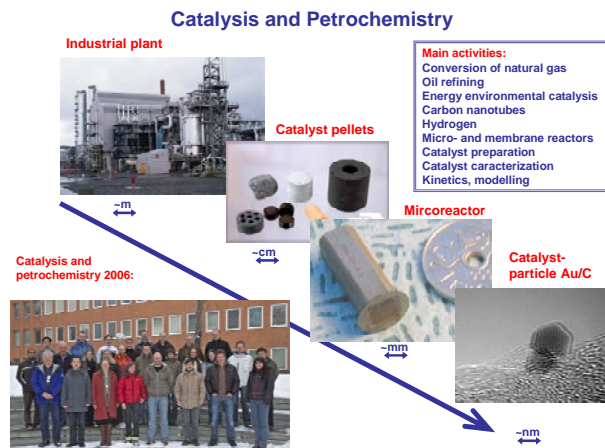 Catalysis and Petrochemistry
Industrial plant
Main activities:
Conversion of natural gas
Oil refining
Energy environmental catalysis
Carbon nanotubes
Hydrogen
Micro- and membrane reactors
Catalyst preparation
Catalyst caracterization
Kinetics, modelling
Catalyst pellets
~m
Mircoreactor
~cm
Catalyst-
particle Au/C
Catalysis and
petrochemistry 2006:
~mm
~nm